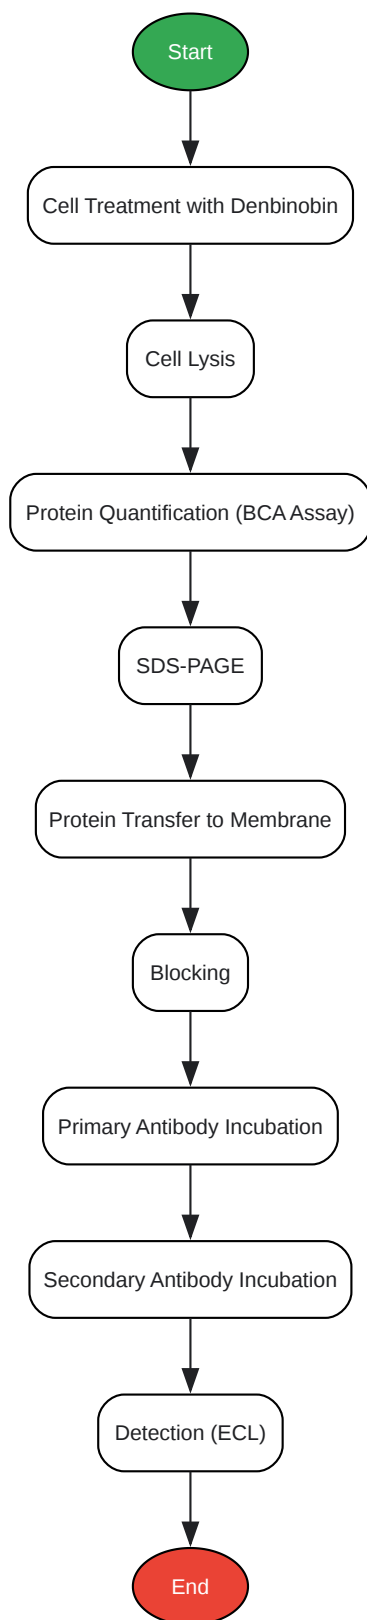 Start
Cell Treatment with Denbinobin
Cell Lysis
Protein Quantification (BCA Assay)
SDS-PAGE
Protein Transfer to Membrane
Blocking
Primary Antibody Incubation
Secondary Antibody Incubation
Detection (ECL)
End